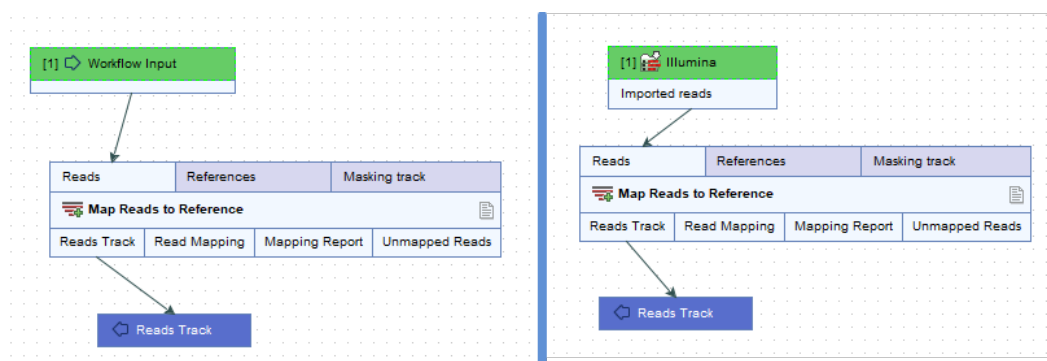 [1] Workflow Input
Reads References Masking track
Map Reads to Reference
Reads Track Read Mapping Mapping Report Unmapped Reads
Reads Track
[1] Illumina
Imported reads
Reads References Masking track
Map Reads to Reference
Reads Track Read Mapping Mapping Report Unmapped Reads
Reads Track